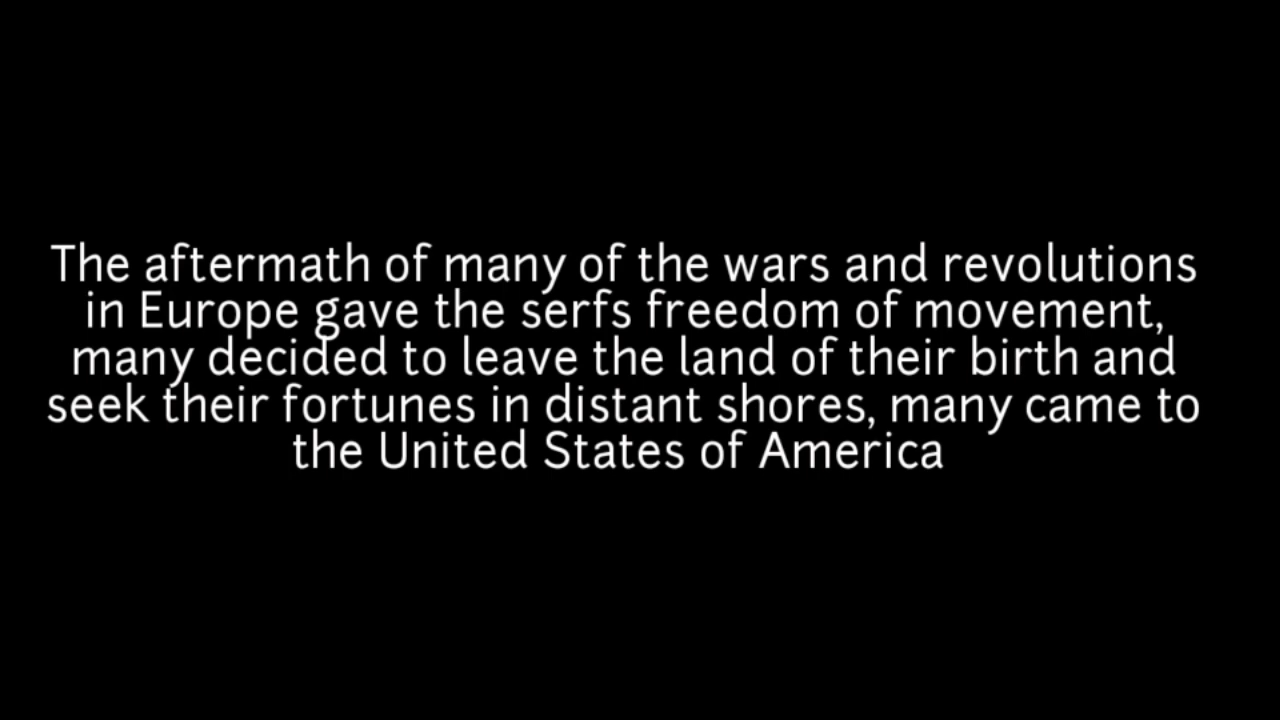 The aftermath of many of the wars and revolutions
in Europe gave the serfs freedom of movement,
many decided to leave the land of their birth and
seek their fortunes in distant shores, many came to
the United States of America